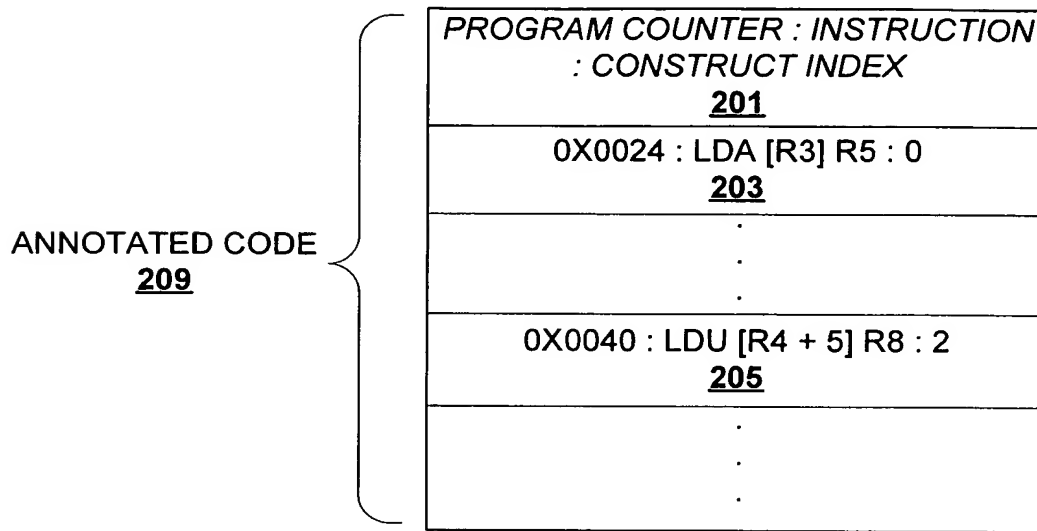 PROGRAM COUNTER : INSTRUCTION
: CONSTRUCT INDEX
201
0X0024 : LDA [R3] R5 : 0
203
.
.
.
ANNOTATED CODE
209
0X0040 : LDU [R4 + 5] R8 : 2
205
.
.
.